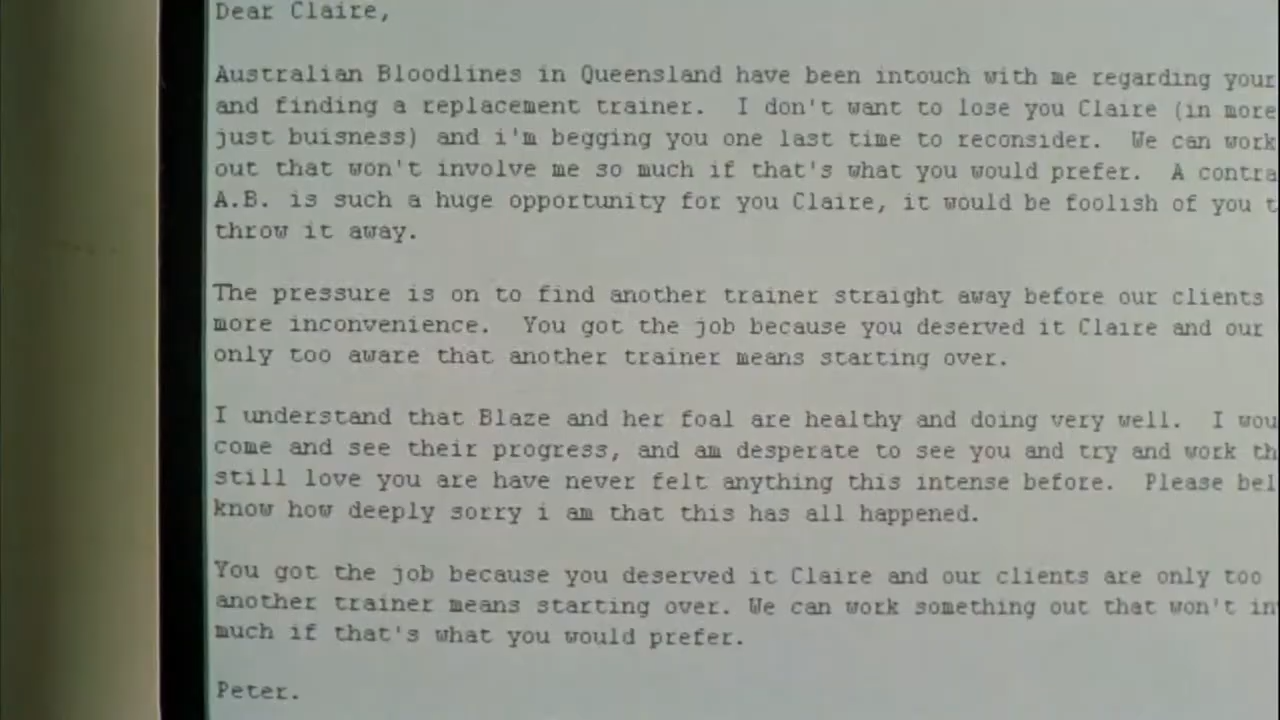 Dear Claire,
Australian Bloodlines in Queensland have been intouch with me regarding your
and finding a replacement trainer. I don't want to lose you Claire (in more
just buisness) and i'm begging you one last time to reconsider. We can work
out that won't involve me so much if that's what you would prefer. A contra
A.B. is such a huge opportunity for you Claire, it would be foolish of you t
throw it away.
The pressure is on to find another trainer straight away before our clients
more inconvenience. You got the job because you deserved it Claire and our
only too aware that another trainer means starting over.
I understand that Blaze and her foal are healthy and doing very well. I wou
come and see their progress, and am desperate to see you and try and work th
still love you are have never felt anything this intense before. Please bel
know how deeply sorry i am that this has all happened.
You got the job because you deserved it Claire and our clients are only too
another trainer means starting over. We can work something out that won't in
much if that's what you would prefer.
Peter.